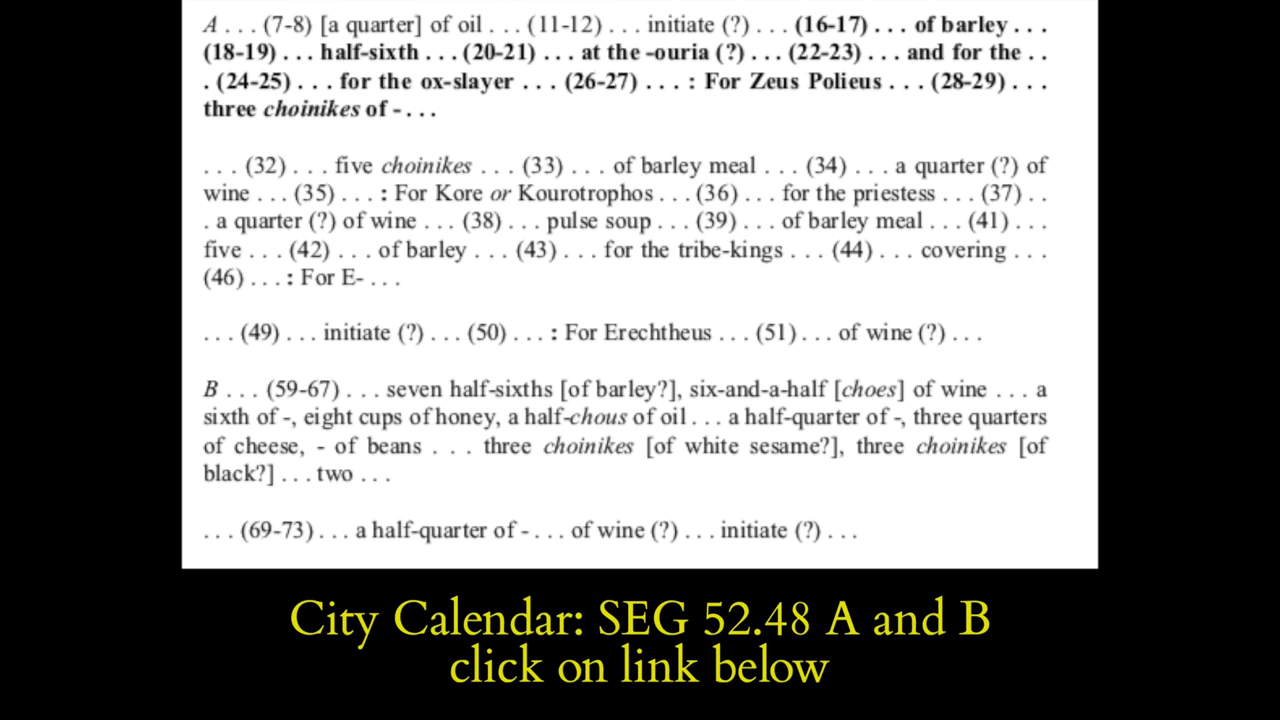 A . . . (7-8) [a quarter] of oil . . . (11-12) . . . initiate (?) . . . (16-17) . . . of barley . . .
(18-19) . . . half-sixth . . . (20-21) . . . at the -ouria (?) . . . (22-23) . . . and for the . .
. (24-25) . . . for the ox-slayer . . . (26-27) . . . : For Zeus Polieus . . . (28-29) . . .
three choinikes of - . . .
. . . (32) . . . five choinikes . . . (33) . . . of barley meal . . . (34) . . . a quarter (?) of
wine . . . (35) . . . : For Kore or Kourotrophos . . . (36) . . . for the priestess . . . (37) . .
. a quarter (?) of wine . . . (38) . . . pulse soup . . . (39) . . . of barley meal . . . (41) . . .
five . . . (42) . . . of barley . . . (43) . . . for the tribe-kings . . . (44) . . . covering . . .
(46) . . . : For E- . . .
. . . (49) . . . initiate (?) . . . (50) . . . : For Erechtheus . . . (51) . . . of wine (?) . . .
B . . . (59-67) . . . seven half-sixths [of barley?], six-and-a-half [choes] of wine . . . a
sixth of -, eight cups of honey, a half-chous of oil . . . a half-quarter of -, three quarters
of cheese, - of beans . . . three choinikes [of white sesame?], three choinikes [of
black?] . . . two . . .
. . . (69-73) . . . a half-quarter of - . . . of wine (?) . . . initiate (?) . . .
City Calendar: SEG 52.48 A and B
click on link below